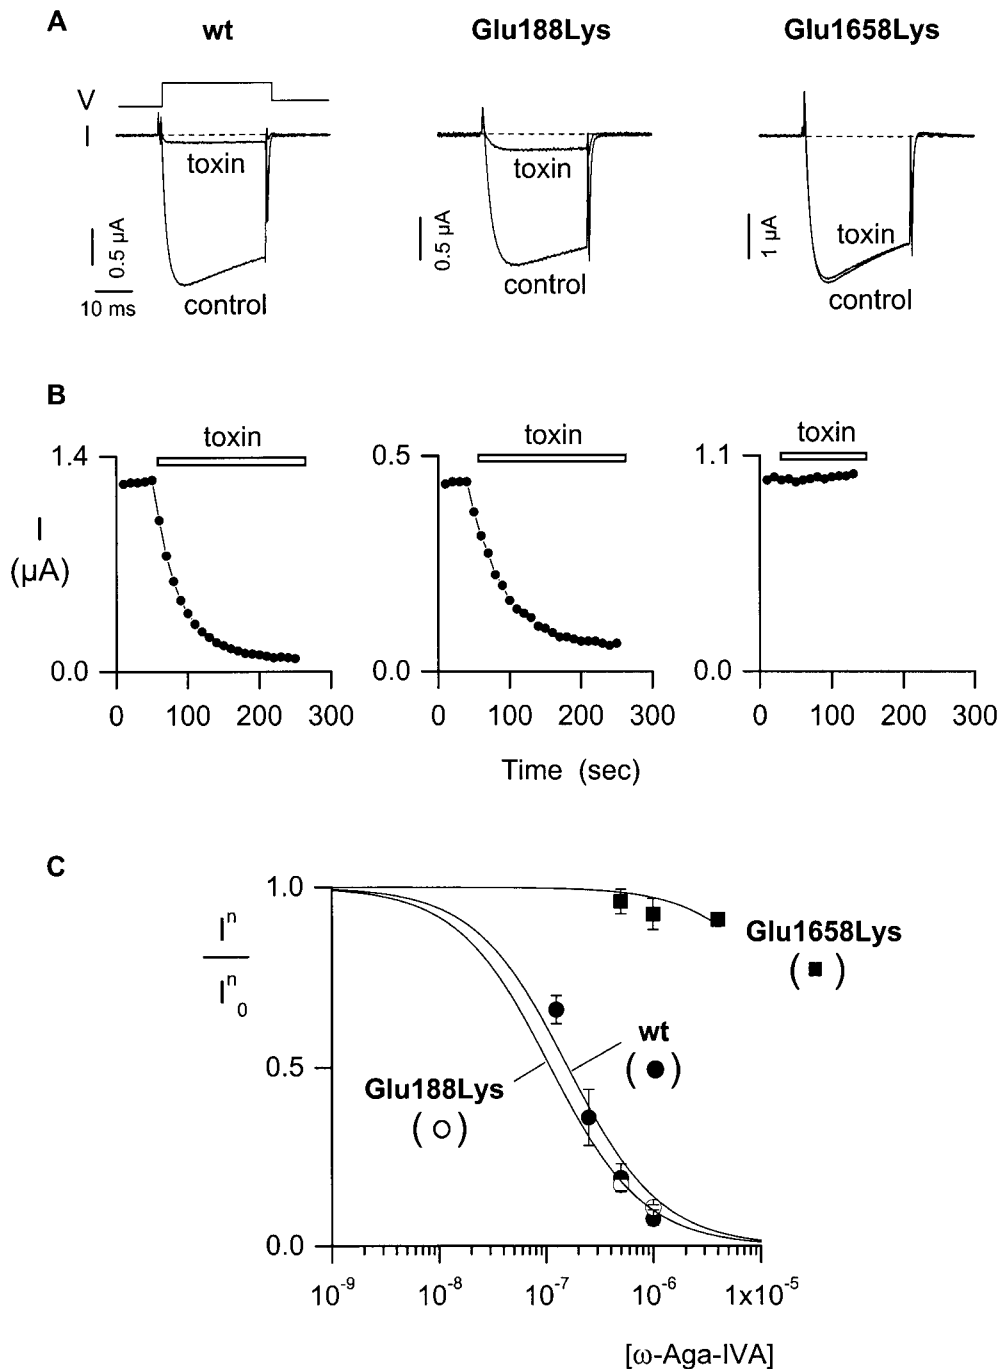 A
wt
Glu188Lys
Glu1658Lys
V
I
toxin
toxin
toxin
0.5 µA
0.5 µA
1 µA
10 ms
control
control
control
B
toxin
toxin
toxin
1.4
0.5
1.1
I
(µA)
0.0
0.0
0.0
0 100 200 300
0 100 200 300
0 100 200 300
Time (sec)
C
1.0
I^n
I^n_0
Glu1658Lys
( ■ )
wt
( ● )
0.5
Glu188Lys
( ○ )
0.0
10^-9 10^-8 10^-7 10^-6 1x10^-5
[ω-Aga-IVA]